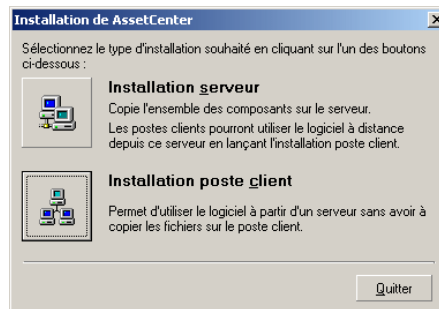 Installation de AssetCenter
Sélectionnez le type d'installation souhaité en cliquant sur l'un des boutons
ci-dessous :
Installation serveur
Copie l'ensemble des composants sur le serveur.
Les postes clients pourront utiliser le logiciel à distance
depuis ce serveur en lançant l'installation poste client.
Installation poste client
Permet d'utiliser le logiciel à partir d'un serveur sans avoir à
copier les fichiers sur le poste client.
Quitter